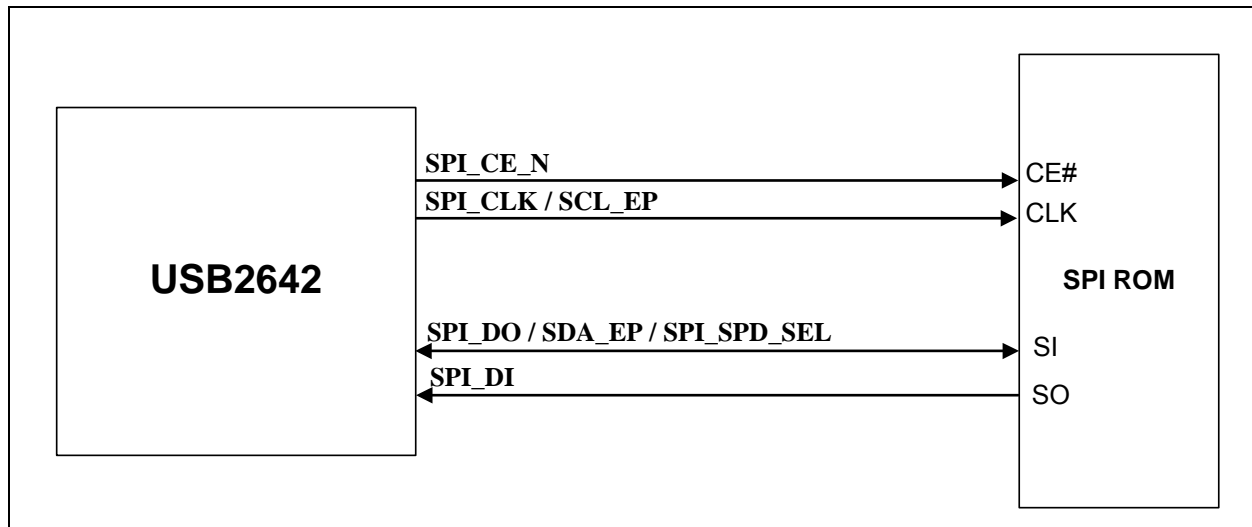 SPI_CE_N
CE#
SPI_CLK / SCL_EP
CLK
USB2642
SPI ROM
SPI_DO / SDA_EP / SPI_SPD_SEL
SI
SPI_DI
SO